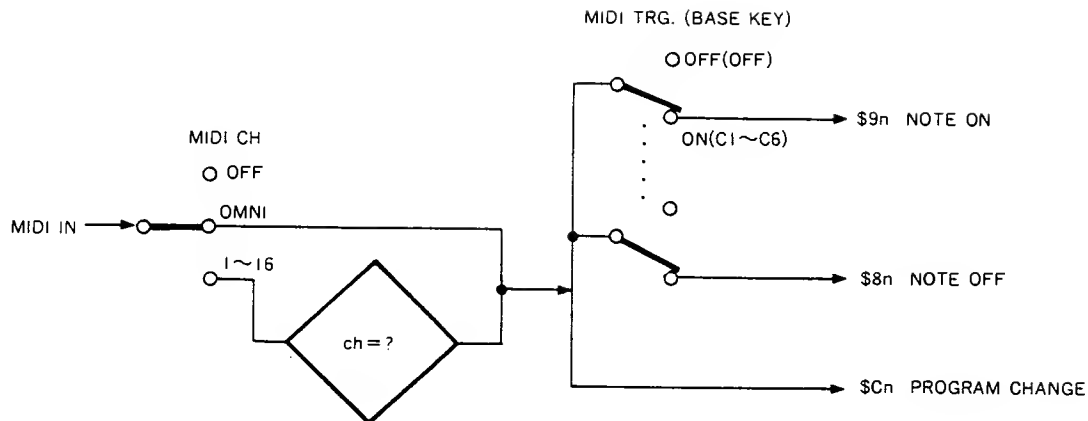 MIDI TRG. (BASE KEY)
OFF(OFF)
$9n NOTE ON
ON(C1~C6)
MIDI CH
OFF
OMNI
MIDI IN
1~16
$8n NOTE OFF
ch=?
$Cn PROGRAM CHANGE